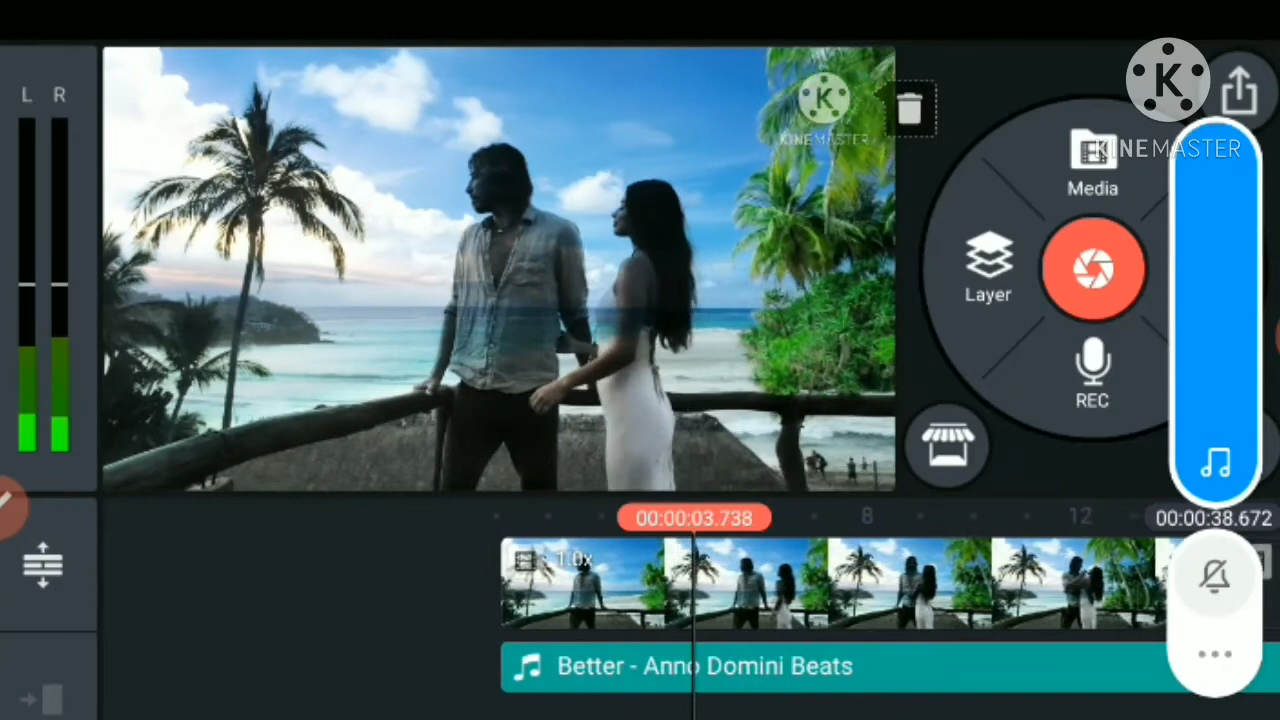 L R
K
KINEMASTER
K
KINEMASTER
Media
Layer
REC
00:00:03.738
8
12
00:00:38.672
1.0x
Better - Anno Domini Beats